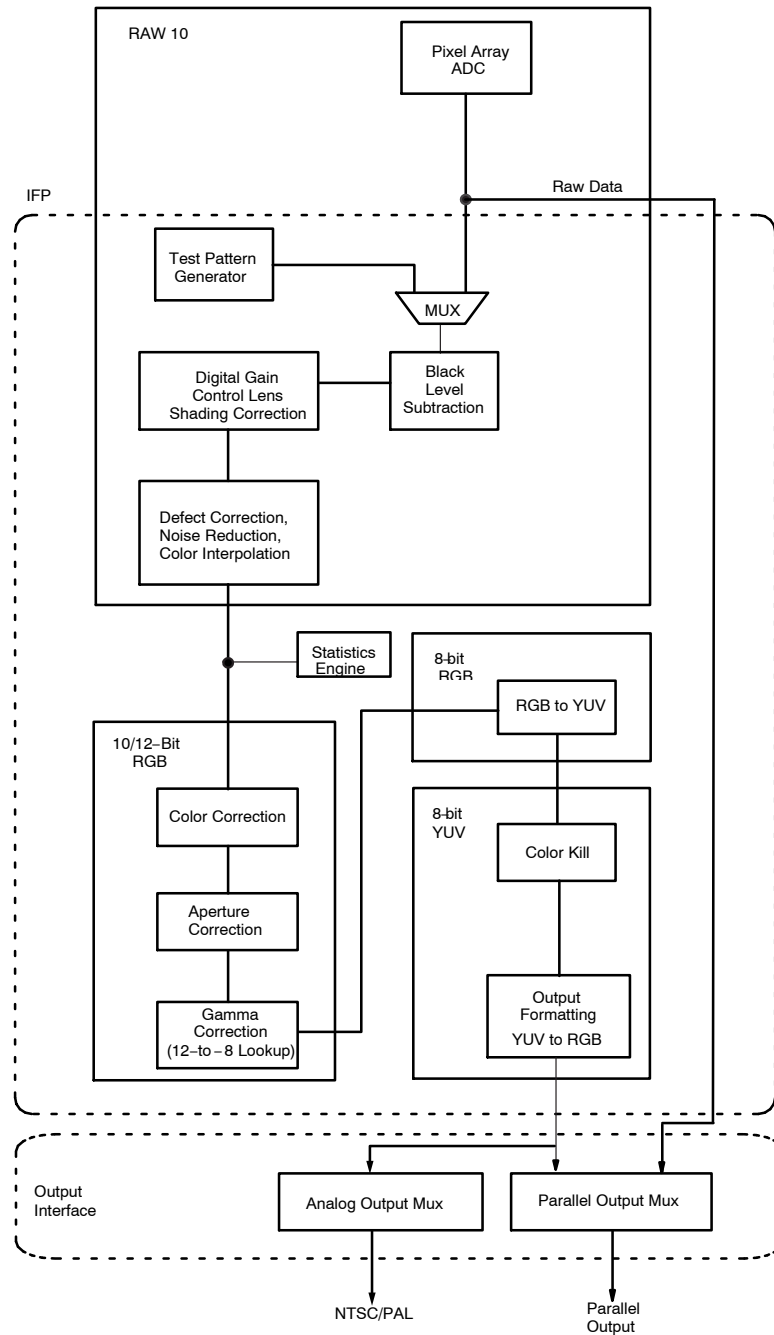 RAW 10
Pixel Array
ADC
Raw Data
IFP
Test Pattern
Generator
MUX
Digital Gain
Control Lens
Shading Correction
Black
Level
Subtraction
Defect Correction,
Noise Reduction,
Color Interpolation
Statistics
Engine
8-bit
RGB
RGB to YUV
10/12-Bit
RGB
Color Correction
8-bit
YUV
Color Kill
Aperture
Correction
Gamma
Correction
(12-to-8 Lookup)
Output
Formatting
YUV to RGB
Output
Interface
Analog Output Mux
Parallel Output Mux
NTSC/PAL
Parallel
Output